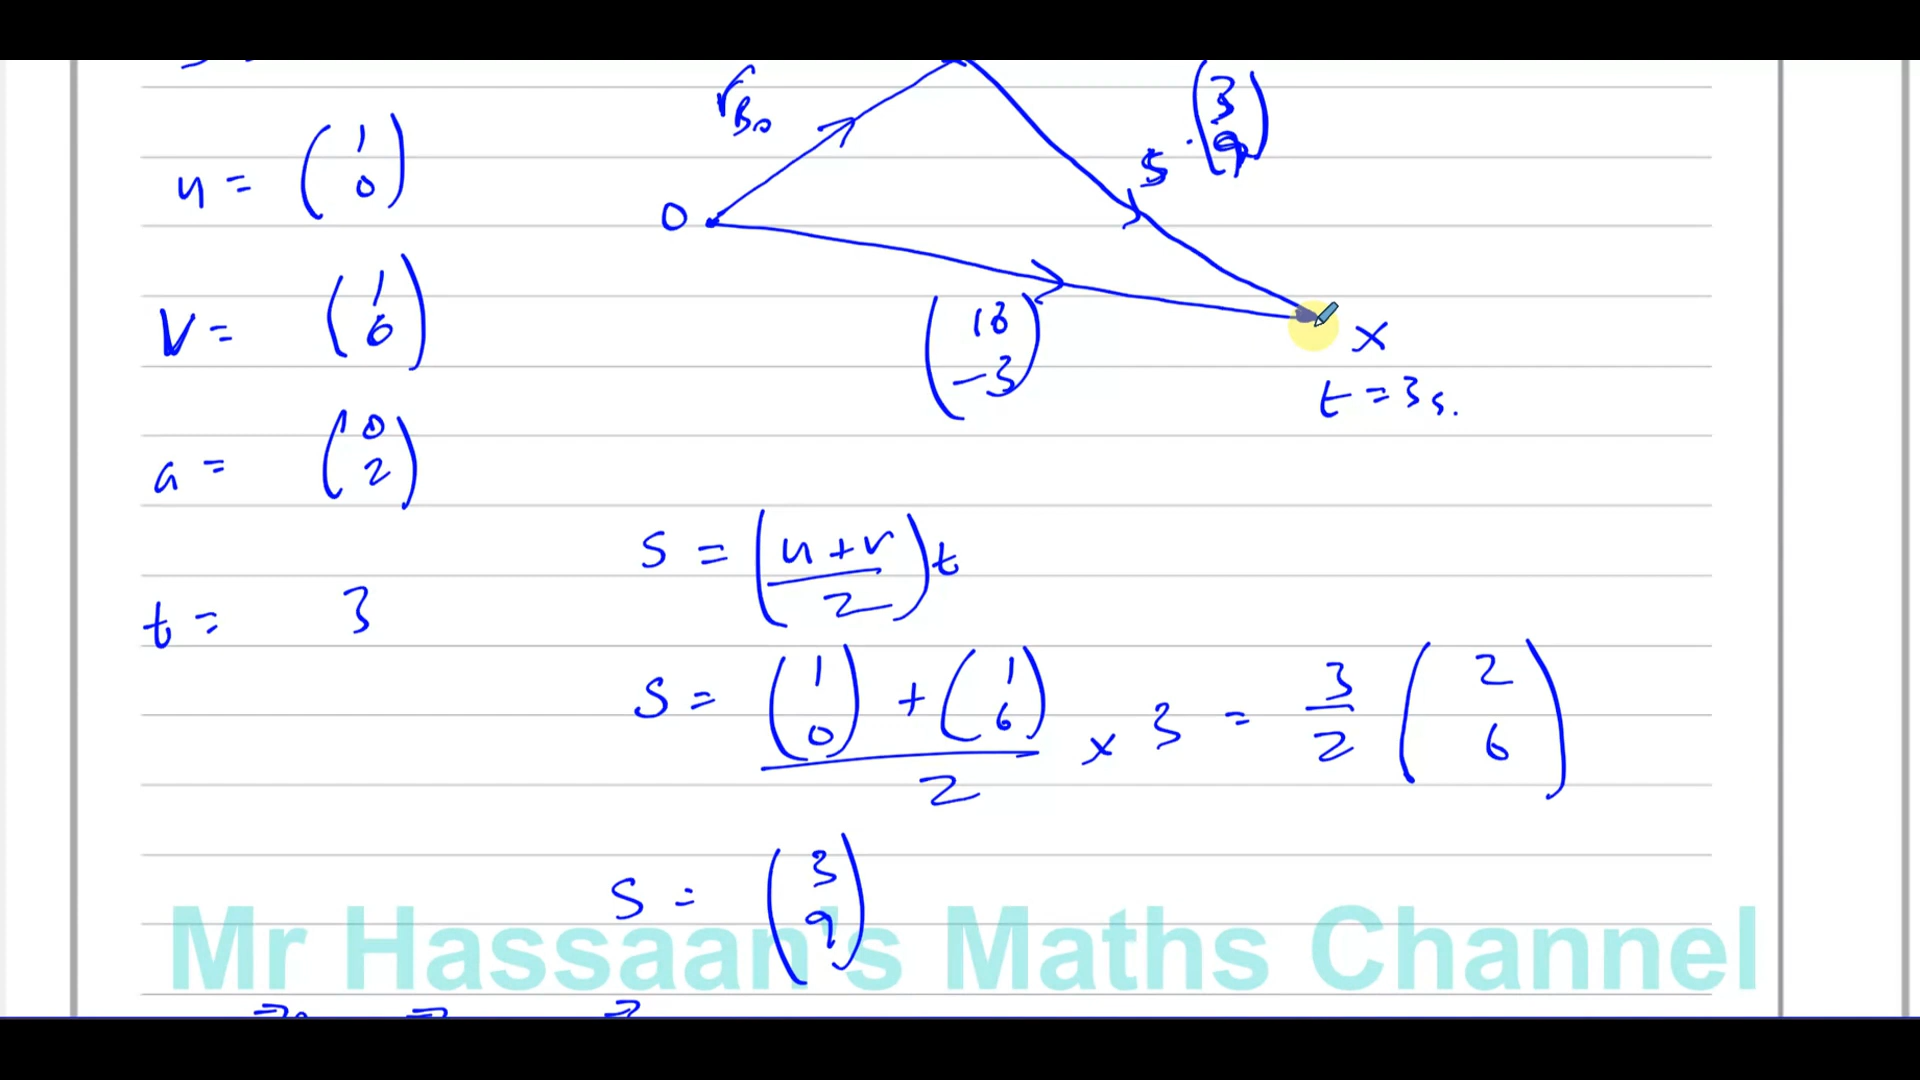 r_B₀
5 · (3 9)
u = (1 0)
O
V = (1 6)
(18 -3)
X
t = 3s.
a = (0 2)
s = ((u+v)/2)t
t = 3
s = ((1 0) + (1 6))/2 × 3 = 3/2 (2 6)
s = (3 9)
Mr Hassaan's Maths Channel